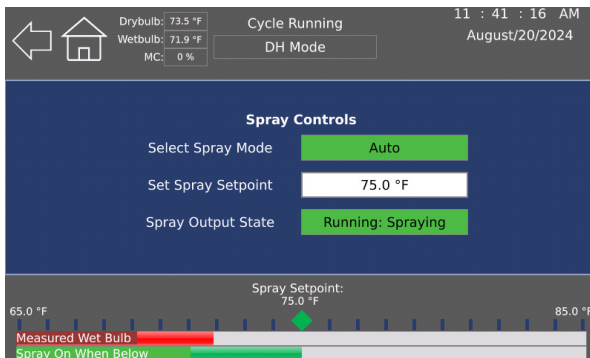 Drybulb: 73.5 °F
Wetbulb: 71.9 °F
MC: 0 %
Cycle Running
DH Mode
11 : 41 : 16 AM
August/20/2024
Spray Controls
Select Spray Mode Auto
Set Spray Setpoint 75.0 °F
Spray Output State Running: Spraying
Spray Setpoint:
75.0 °F
65.0 °F 85.0 °F
Measured Wet Bulb
Spray On When Below